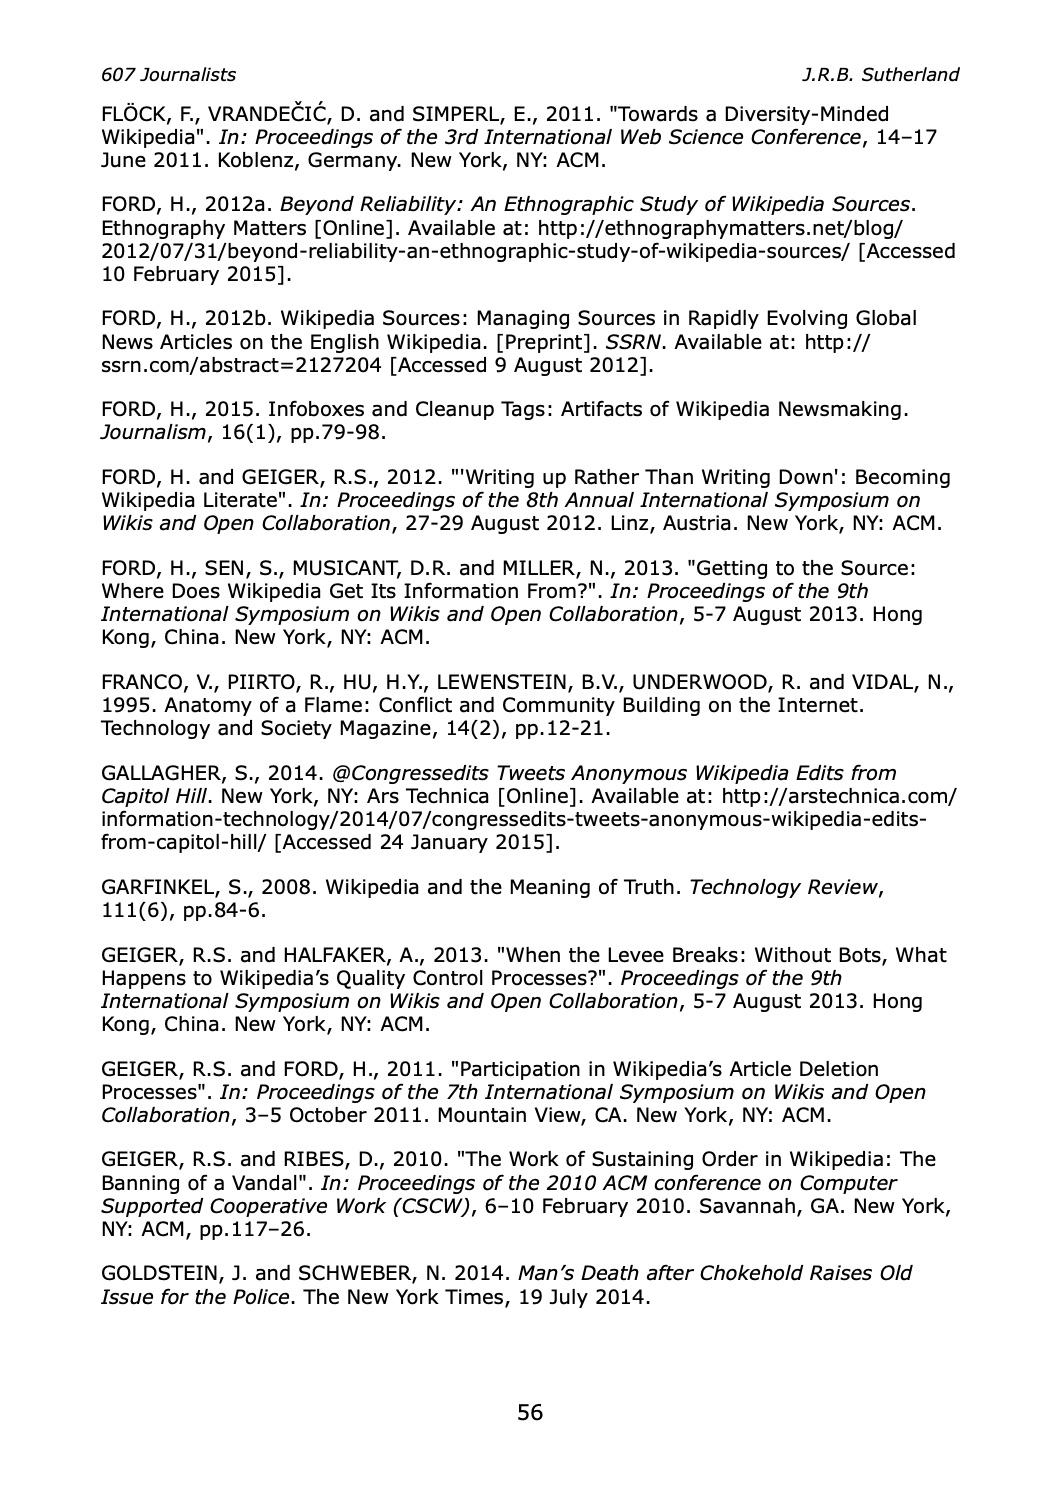 607 Journalists J.R.B. Sutherland
FLÖCK, F., VRANDEČIĆ, D. and SIMPERL, E., 2011. "Towards a Diversity-Minded
Wikipedia". In: Proceedings of the 3rd International Web Science Conference, 14–17
June 2011. Koblenz, Germany. New York, NY: ACM.
FORD, H., 2012a. Beyond Reliability: An Ethnographic Study of Wikipedia Sources.
Ethnography Matters [Online]. Available at: http://ethnographymatters.net/blog/
2012/07/31/beyond-reliability-an-ethnographic-study-of-wikipedia-sources/ [Accessed
10 February 2015].
FORD, H., 2012b. Wikipedia Sources: Managing Sources in Rapidly Evolving Global
News Articles on the English Wikipedia. [Preprint]. SSRN. Available at: http://
ssrn.com/abstract=2127204 [Accessed 9 August 2012].
FORD, H., 2015. Infoboxes and Cleanup Tags: Artifacts of Wikipedia Newsmaking.
Journalism, 16(1), pp.79-98.
FORD, H. and GEIGER, R.S., 2012. "'Writing up Rather Than Writing Down': Becoming
Wikipedia Literate". In: Proceedings of the 8th Annual International Symposium on
Wikis and Open Collaboration, 27-29 August 2012. Linz, Austria. New York, NY: ACM.
FORD, H., SEN, S., MUSICANT, D.R. and MILLER, N., 2013. "Getting to the Source:
Where Does Wikipedia Get Its Information From?". In: Proceedings of the 9th
International Symposium on Wikis and Open Collaboration, 5-7 August 2013. Hong
Kong, China. New York, NY: ACM.
FRANCO, V., PIIRTO, R., HU, H.Y., LEWENSTEIN, B.V., UNDERWOOD, R. and VIDAL, N.,
1995. Anatomy of a Flame: Conflict and Community Building on the Internet.
Technology and Society Magazine, 14(2), pp.12-21.
GALLAGHER, S., 2014. @Congressedits Tweets Anonymous Wikipedia Edits from
Capitol Hill. New York, NY: Ars Technica [Online]. Available at: http://arstechnica.com/
information-technology/2014/07/congressedits-tweets-anonymous-wikipedia-edits-
from-capitol-hill/ [Accessed 24 January 2015].
GARFINKEL, S., 2008. Wikipedia and the Meaning of Truth. Technology Review,
111(6), pp.84-6.
GEIGER, R.S. and HALFAKER, A., 2013. "When the Levee Breaks: Without Bots, What
Happens to Wikipedia’s Quality Control Processes?". Proceedings of the 9th
International Symposium on Wikis and Open Collaboration, 5-7 August 2013. Hong
Kong, China. New York, NY: ACM.
GEIGER, R.S. and FORD, H., 2011. "Participation in Wikipedia’s Article Deletion
Processes". In: Proceedings of the 7th International Symposium on Wikis and Open
Collaboration, 3–5 October 2011. Mountain View, CA. New York, NY: ACM.
GEIGER, R.S. and RIBES, D., 2010. "The Work of Sustaining Order in Wikipedia: The
Banning of a Vandal". In: Proceedings of the 2010 ACM conference on Computer
Supported Cooperative Work (CSCW), 6–10 February 2010. Savannah, GA. New York,
NY: ACM, pp.117–26.
GOLDSTEIN, J. and SCHWEBER, N. 2014. Man’s Death after Chokehold Raises Old
Issue for the Police. The New York Times, 19 July 2014.
56